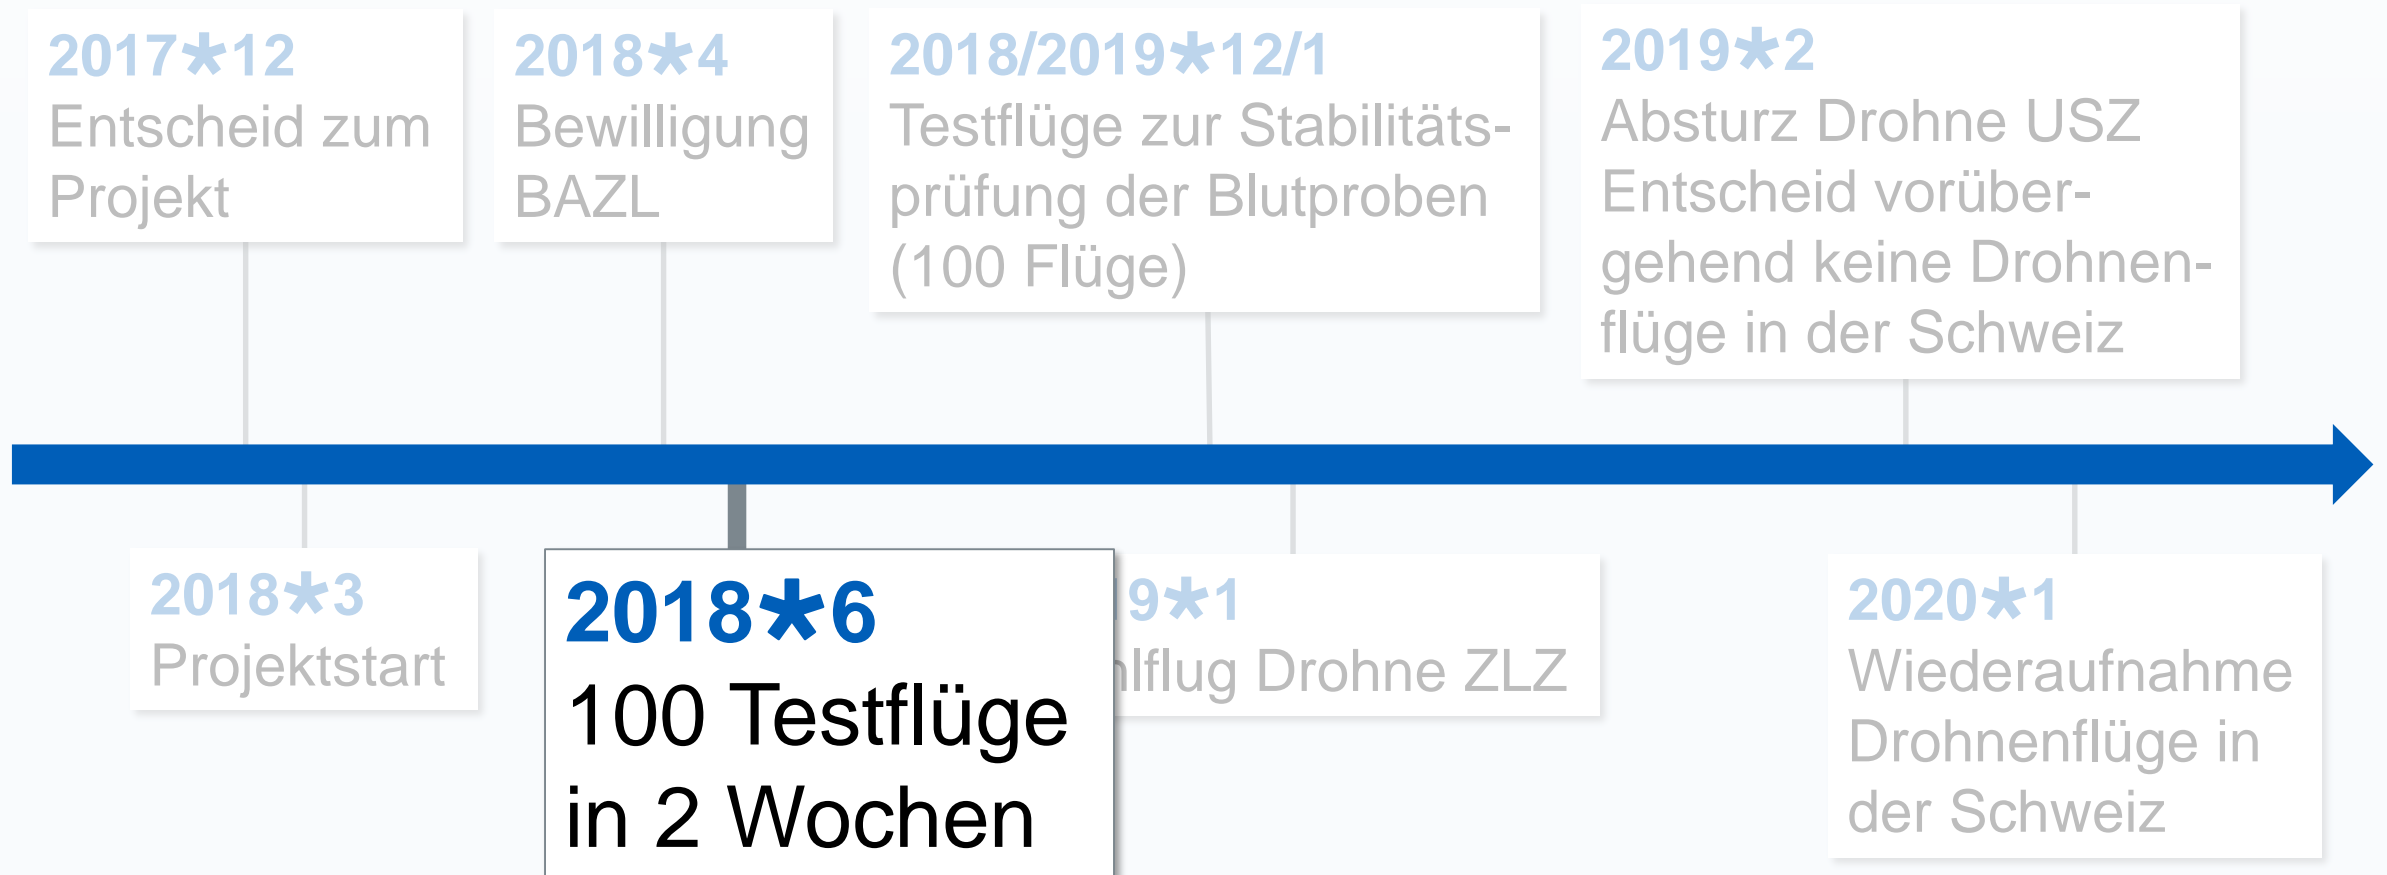 2017*12
Entscheid zum
Projekt
2018*4
Bewilligung
BAZL
2018/2019*12/1
Testflüge zur Stabilitäts-
prüfung der Blutproben
(100 Flüge)
2019*2
Absturz Drohne USZ
Entscheid vorüber-
gehend keine Drohnen-
flüge in der Schweiz
2018*3
Projektstart
2018*6
100 Testflüge
in 2 Wochen
9*1
Drohne ZLZ
2020*1
Wiederaufnahme
Drohnenflüge in
der Schweiz